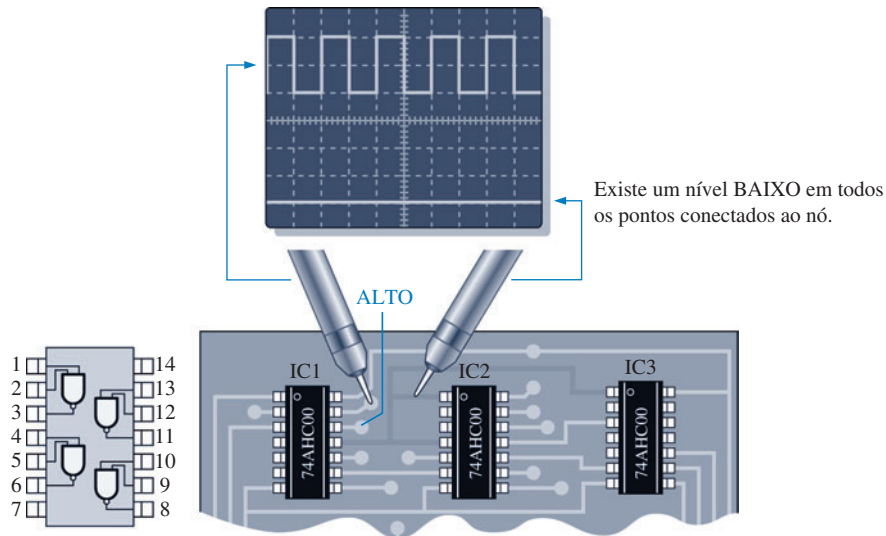 Existe um nível BAIXO em todos
os pontos conectados ao nó.
ALTO
IC1
IC2
IC3
74AHC00
74AHC00
74AHC00
1
14
2
13
3
12
4
11
5
10
6
9
7
8